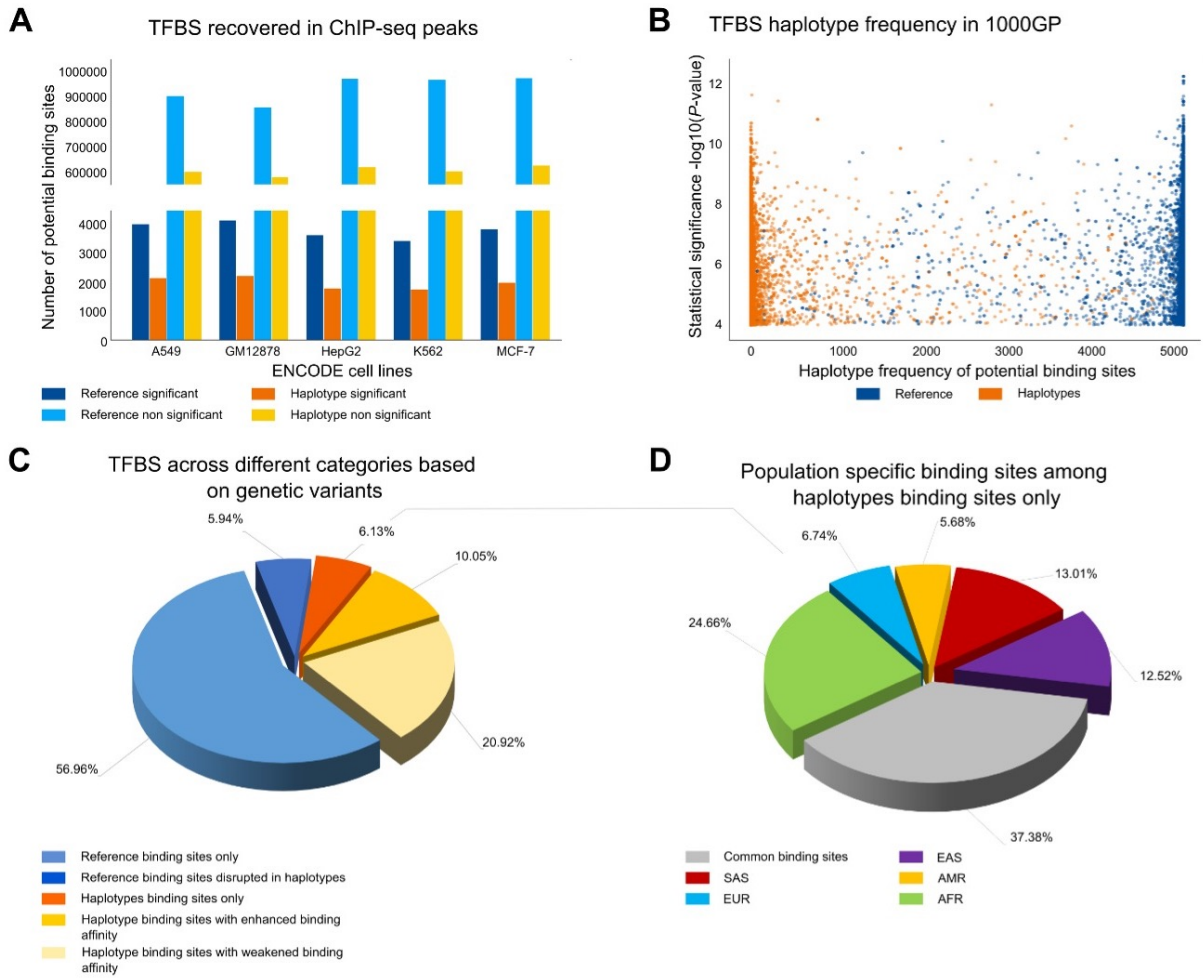 A
TFBS recovered in ChIP-seq peaks
Number of potential binding sites
1000000
900000
800000
700000
600000
4000
3000
2000
1000
0
A549 GM12878 HepG2 K562 MCF-7
ENCODE cell lines
Reference significant
Haplotype significant
Reference non significant
Haplotype non significant
B
TFBS haplotype frequency in 1000GP
Statistical significance -log10(P-value)
12
10
8
6
4
0 1000 2000 3000 4000 5000
Haplotype frequency of potential binding sites
Reference Haplotypes
C
TFBS across different categories based
on genetic variants
5.94%
6.13%
10.05%
20.92%
56.96%
Reference binding sites only
Reference binding sites disrupted in haplotypes
Haplotypes binding sites only
Haplotype binding sites with enhanced binding
affinity
Haplotype binding sites with weakened binding
affinity
D
Population specific binding sites among
haplotypes binding sites only
6.74%
5.68%
13.01%
24.66%
12.52%
37.38%
Common binding sites
EAS
SAS
AMR
EUR
AFR